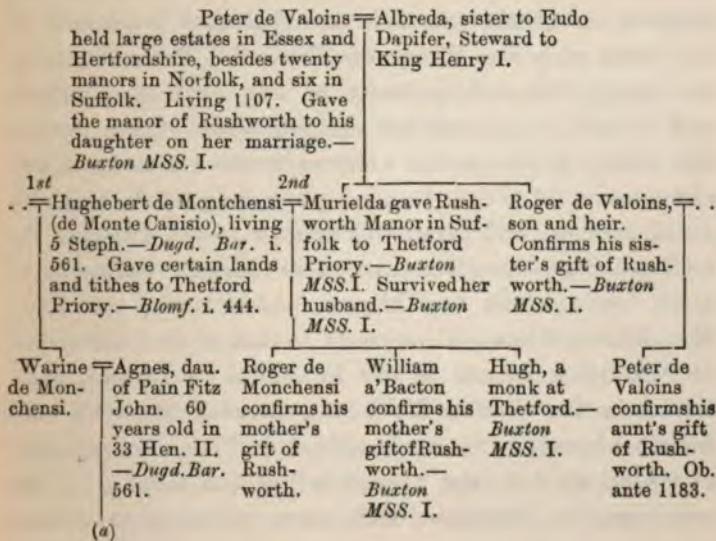 Peter de Valoins
held large estates in Essex and
Hertfordshire, besides twenty
manors in Norfolk, and six in
Suffolk. Living 1107. Gave
the manor of Rushworth to his
daughter on her marriage.—
Buxton MSS. I.
Albreda, sister to Eudo
Dapifer, Steward to
King Henry I.
1st
. . Hughebert de Montchensi
(de Monte Canisio), living
5 Steph.—Dugd. Bar. i.
561. Gave certain lands
and tithes to Thetford
Priory.—Blomf. i. 444.
2nd
Murielda gave Rush-
worth Manor in Suf-
folk to Thetford
Priory.—Buxton
MSS. I. Survived her
husband.—Buxton
MSS. I.
Roger de Valoins, . .
son and heir.
Confirms his sis-
ter's gift of Rush-
worth.—Buxton
MSS. I.
Warine
de Mon-
chensi.
Agnes, dau.
of Pain Fitz
John. 60
years old in
33 Hen. II.
—Dugd. Bar.
561.
(a)
Roger de
Monchensi
confirms his
mother's
gift of
Rush-
worth.
William
a'Bacton
confirms his
mother's
gift of Rush-
worth.—
Buxton
MSS. I.
Hugh, a
monk at
Thetford.—
Buxton
MSS. I.
Peter de
Valoins
confirms his
aunt's gift
of Rush-
worth. Ob.
ante 1183.